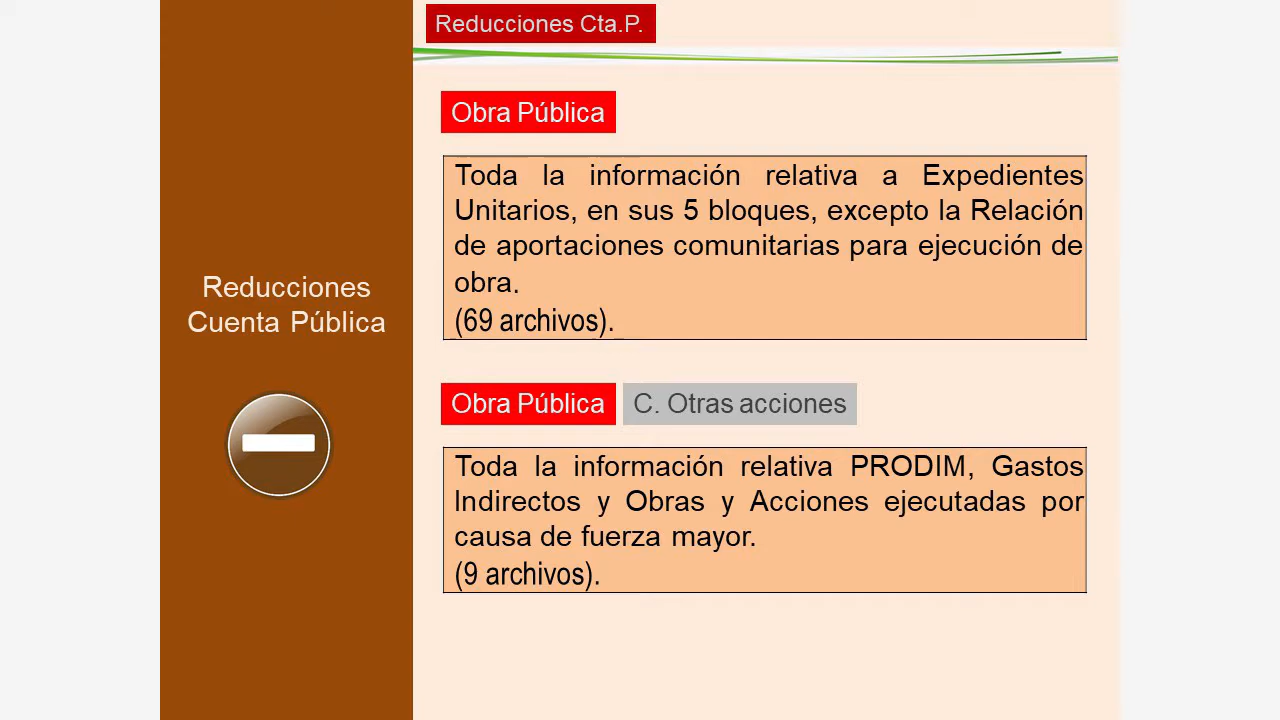 Reducciones Cta.P.
Reducciones
Cuenta Pública
Obra Pública
Toda la información relativa a Expedientes
Unitarios, en sus 5 bloques, excepto la Relación
de aportaciones comunitarias para ejecución de
obra.
(69 archivos).
Obra Pública
C. Otras acciones
Toda la información relativa PRODIM, Gastos
Indirectos y Obras y Acciones ejecutadas por
causa de fuerza mayor.
(9 archivos).